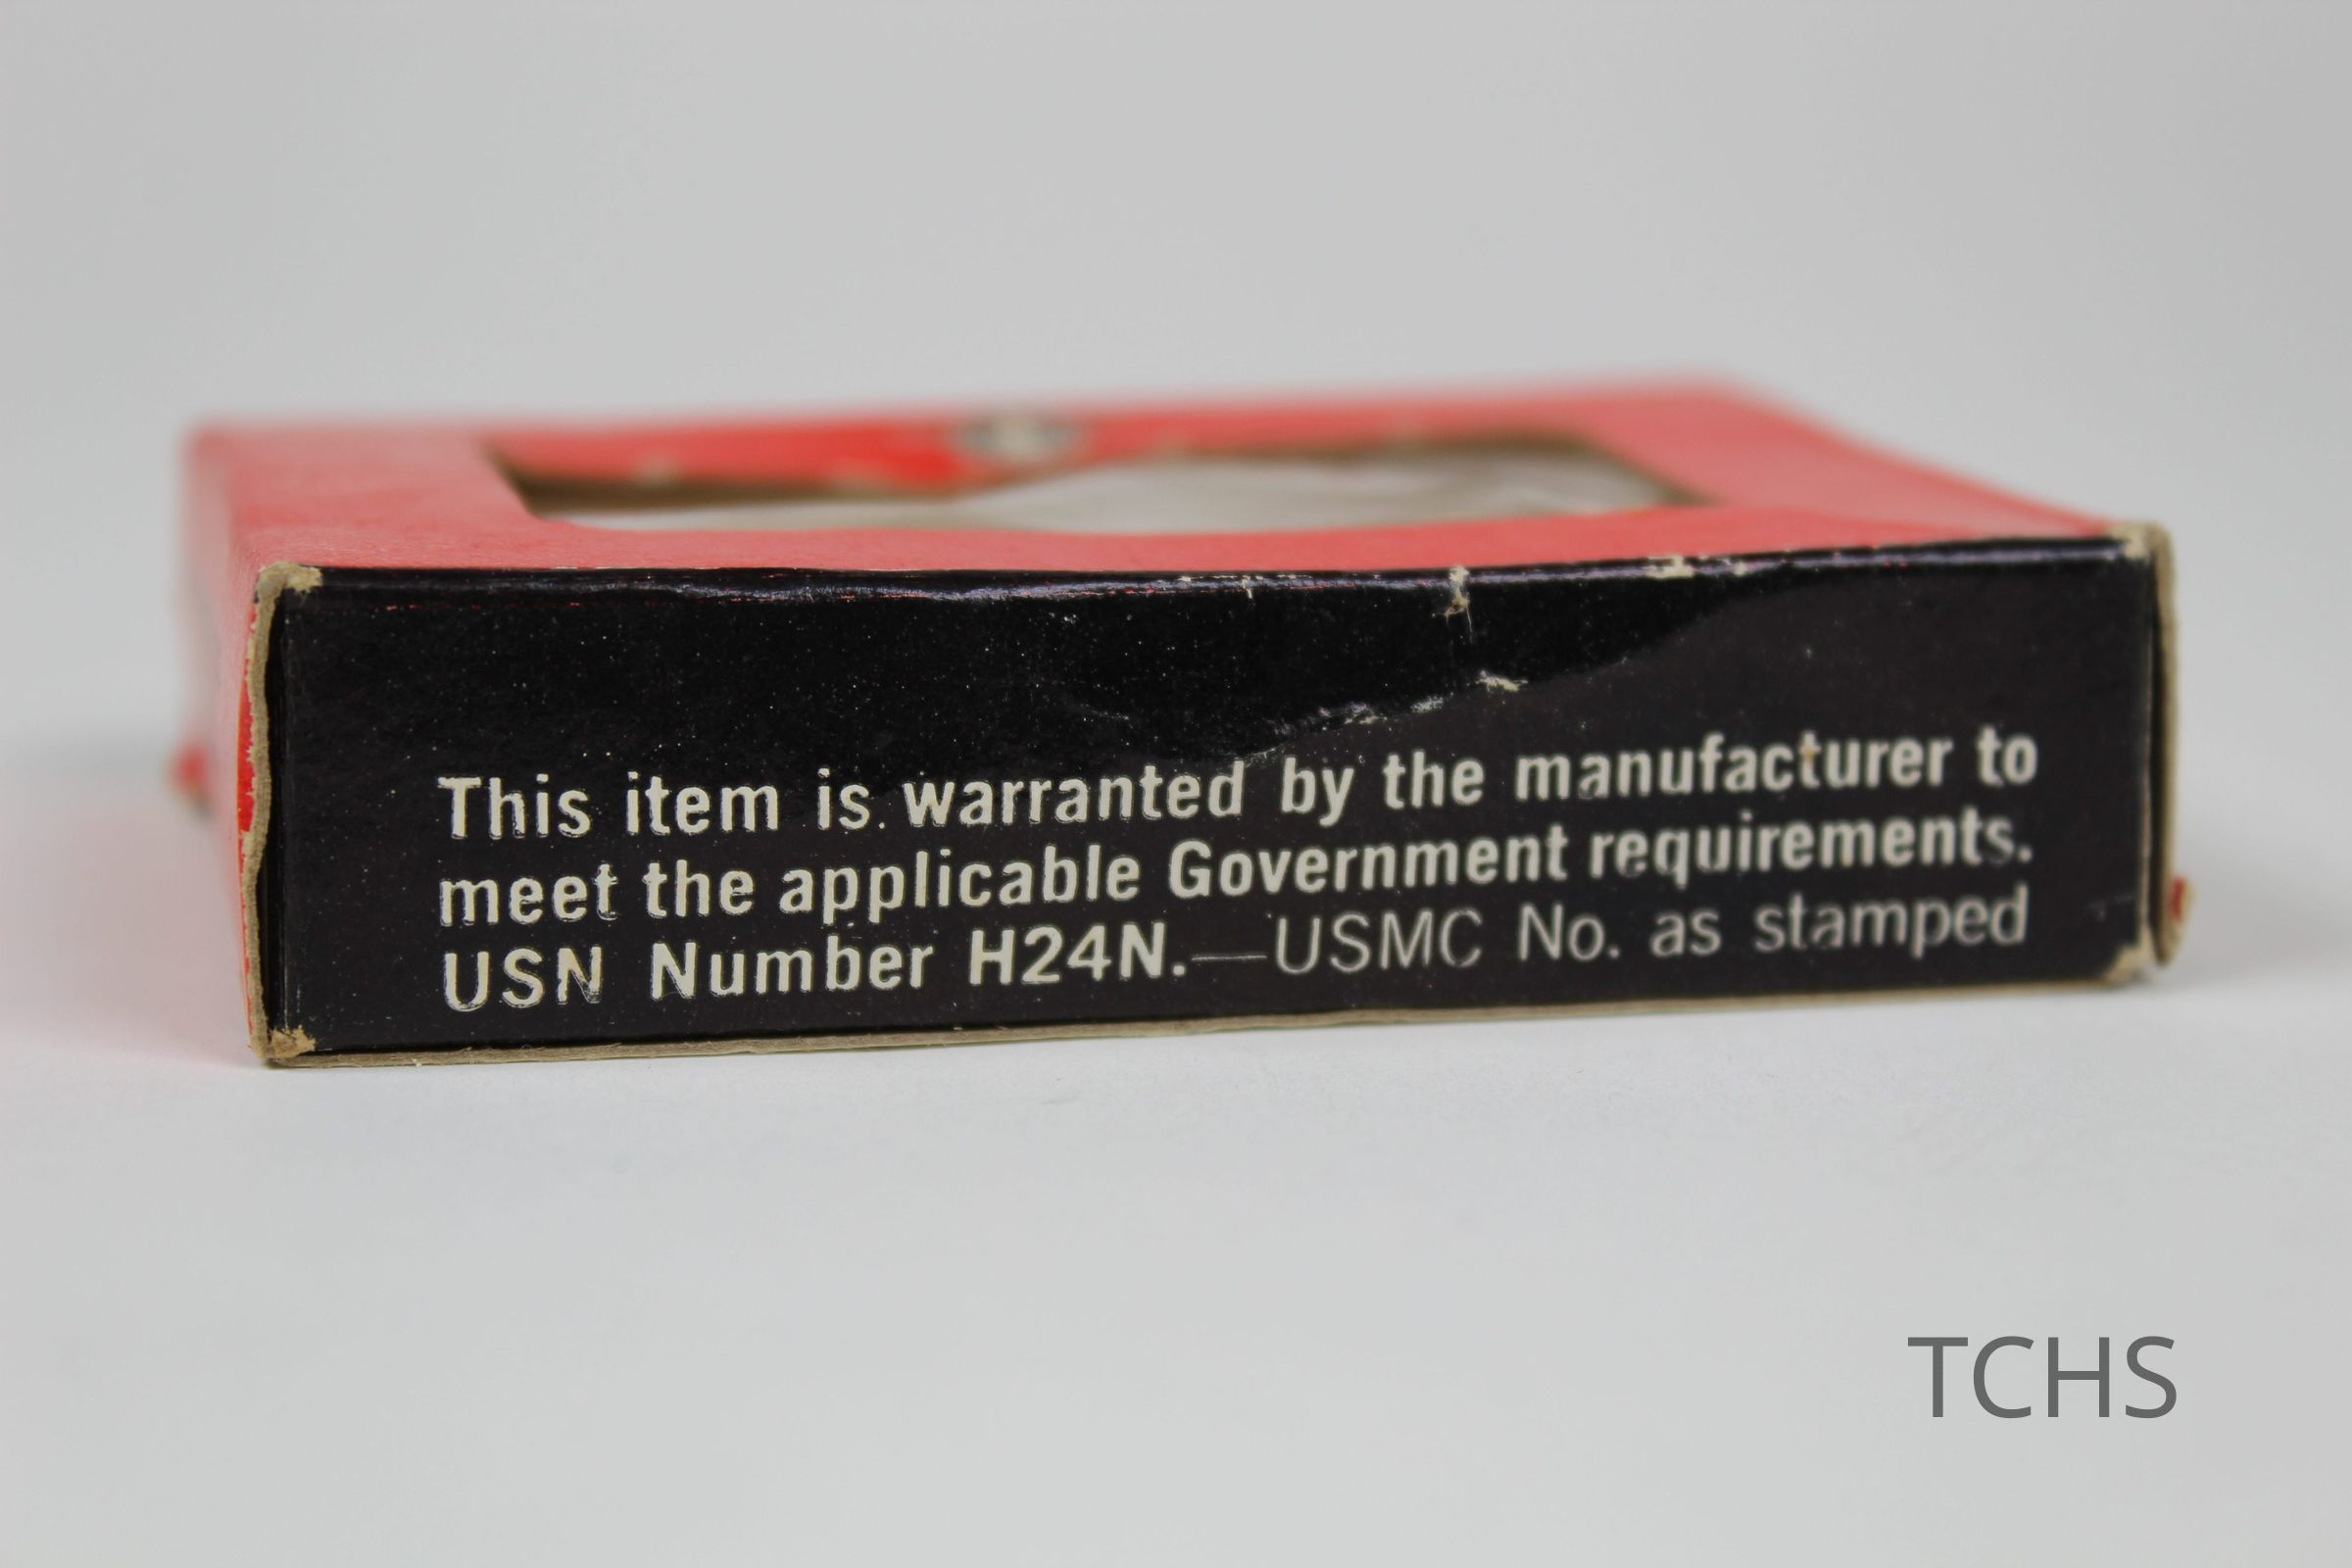 This item is warranted by the manufacturer to
meet the applicable Government requirements.
USN Number H24N.—USMC No. as stamped
TCHS